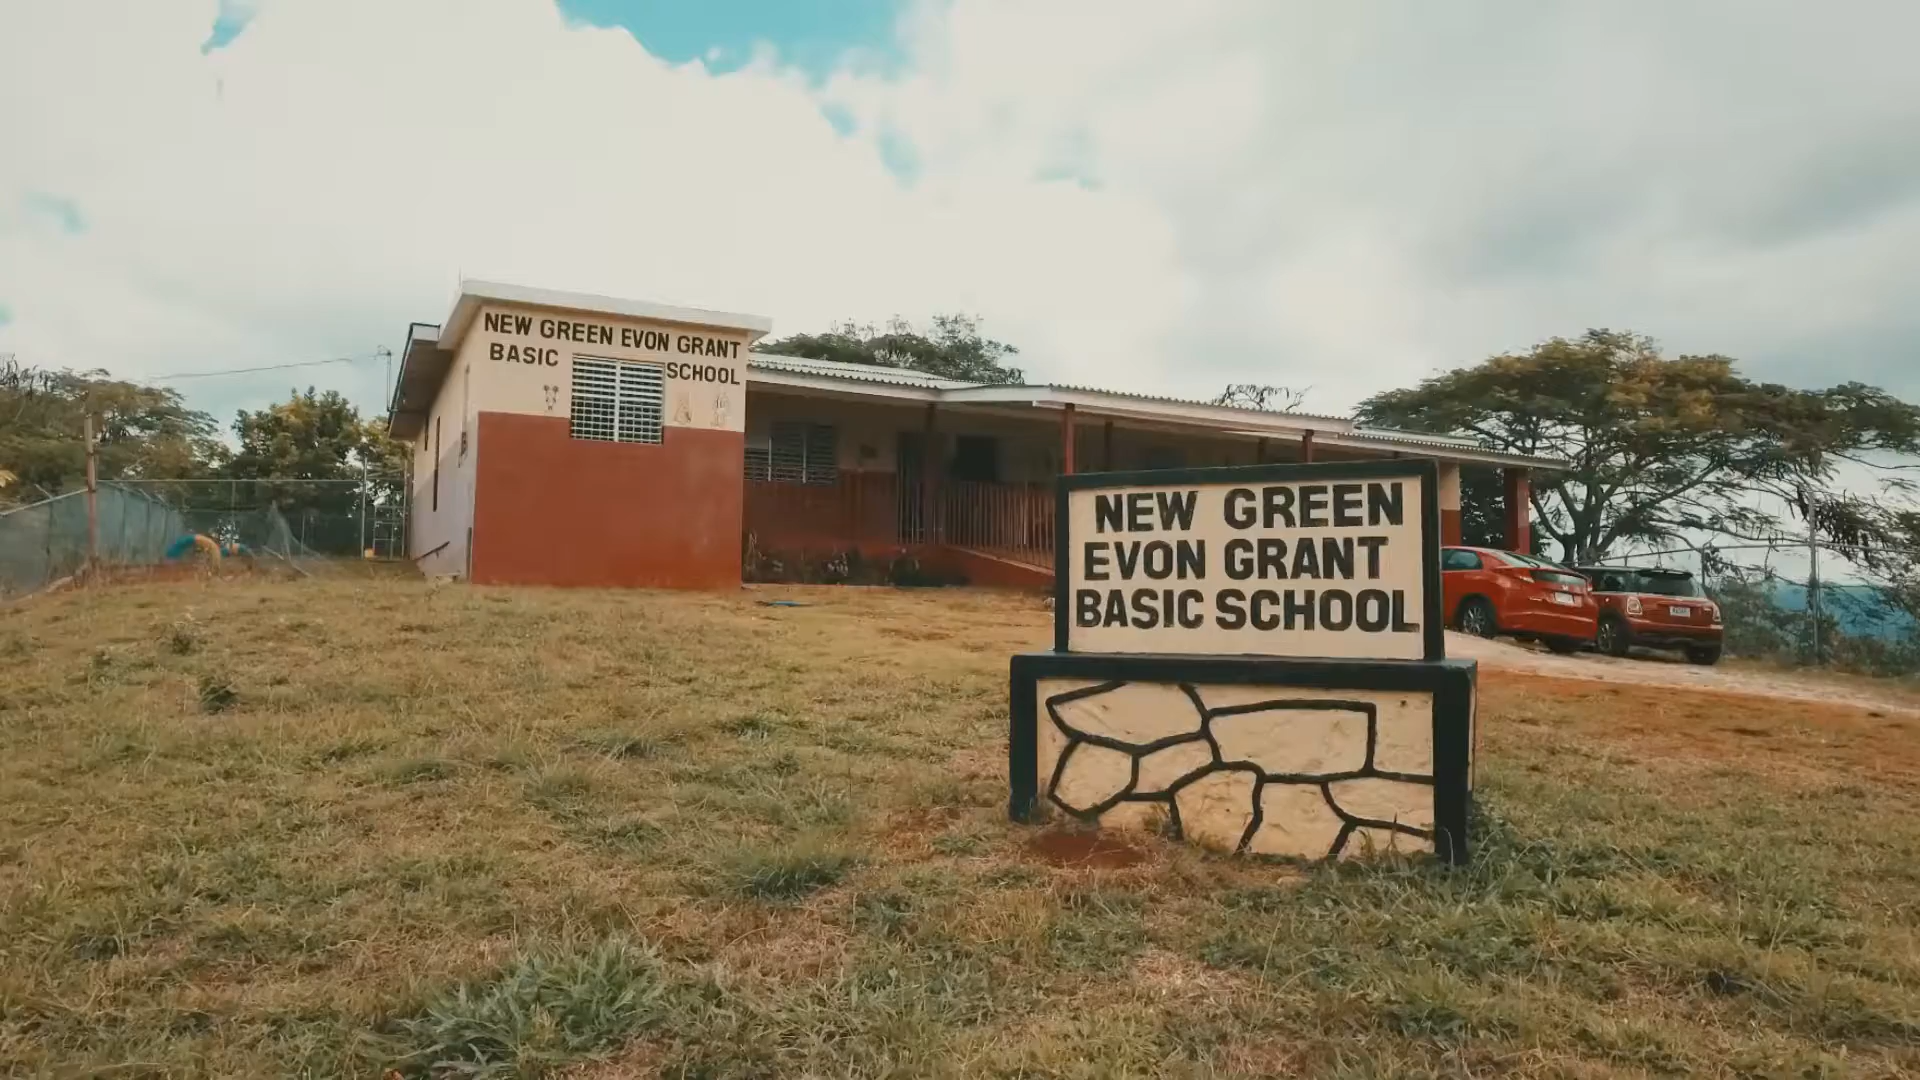 NEW GREEN EVON GRANT
BASIC SCHOOL
NEW GREEN
EVON GRANT
BASIC SCHOOL